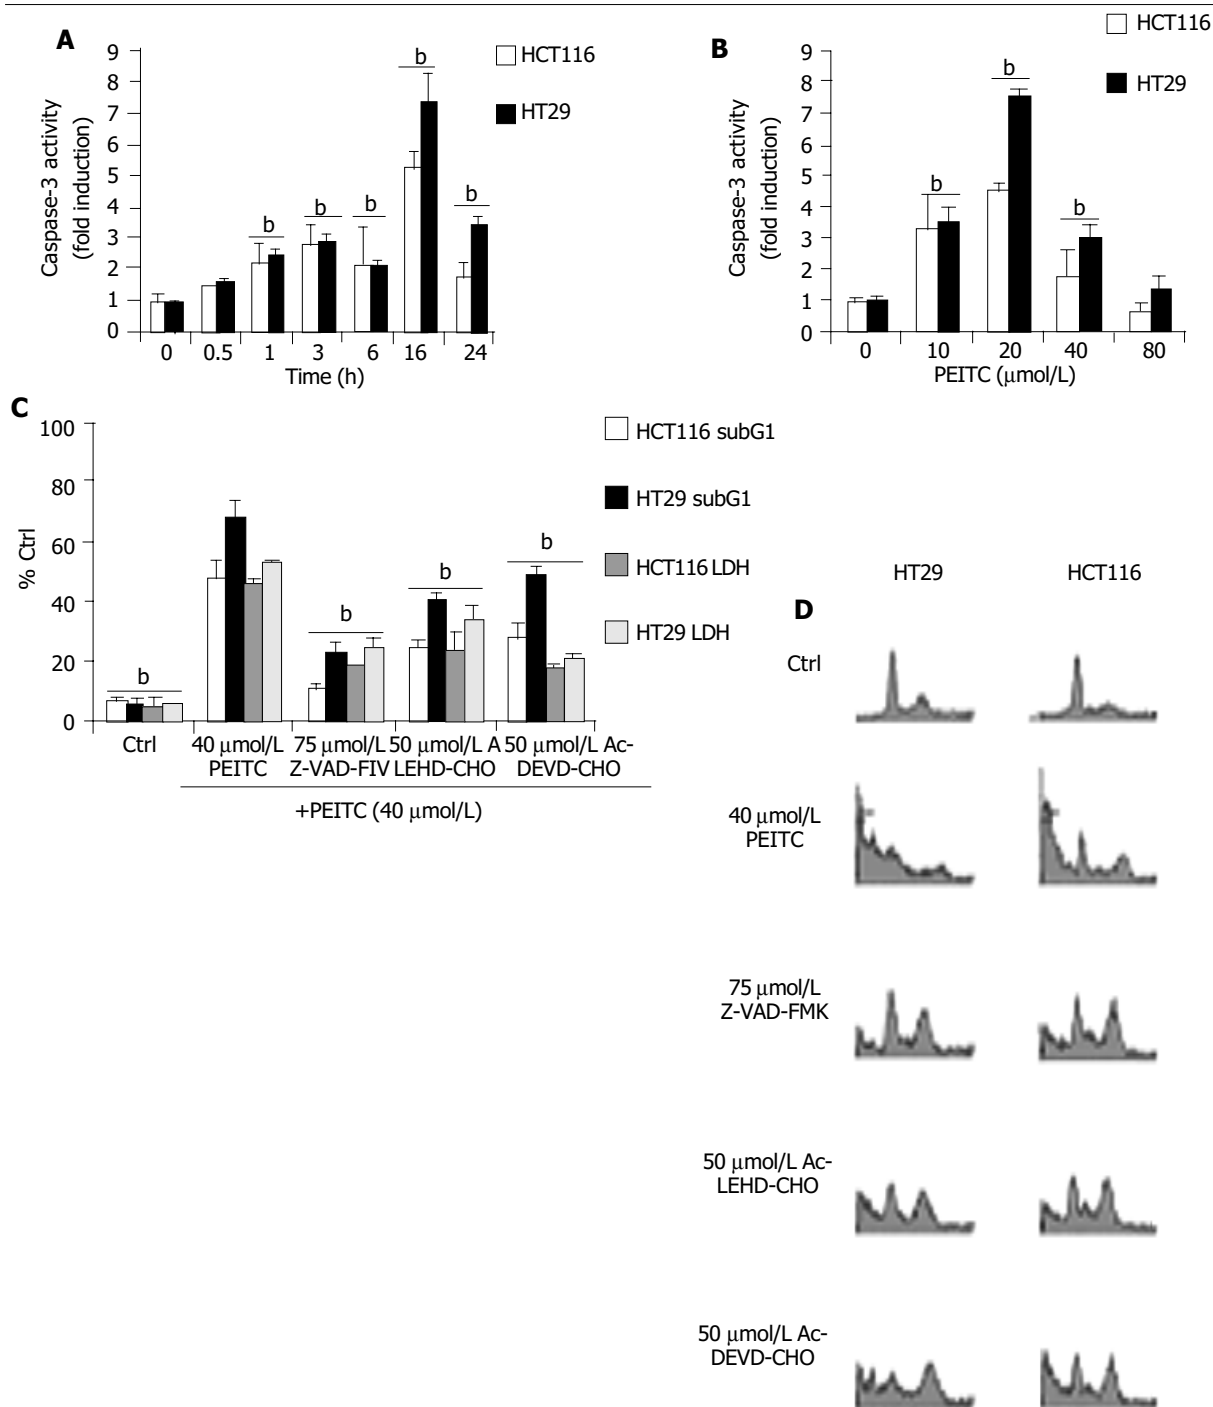 A
HCT116
HT29
Caspase-3 activity
(fold induction)
9
8
7
6
5
4
3
2
1
0
b
b
b
b
b
0 0.5 1 3 6 16 24
Time (h)
B
HCT116
HT29
Caspase-3 activity
(fold induction)
9
8
7
6
5
4
3
2
1
0
b
b
b
0 10 20 40 80
PEITC (μmol/L)
C
% Ctrl
100
80
60
40
20
0
b
b
b
b
HCT116 subG1
HT29 subG1
HCT116 LDH
HT29 LDH
Ctrl 40 μmol/L 75 μmol/L 50 μmol/L A 50 μmol/L Ac-
PEITC Z-VAD-FIV LEHD-CHO DEVD-CHO
+PEITC (40 μmol/L)
D
HT29 HCT116
Ctrl
40 μmol/L
PEITC
75 μmol/L
Z-VAD-FMK
50 μmol/L Ac-
LEHD-CHO
50 μmol/L Ac-
DEVD-CHO